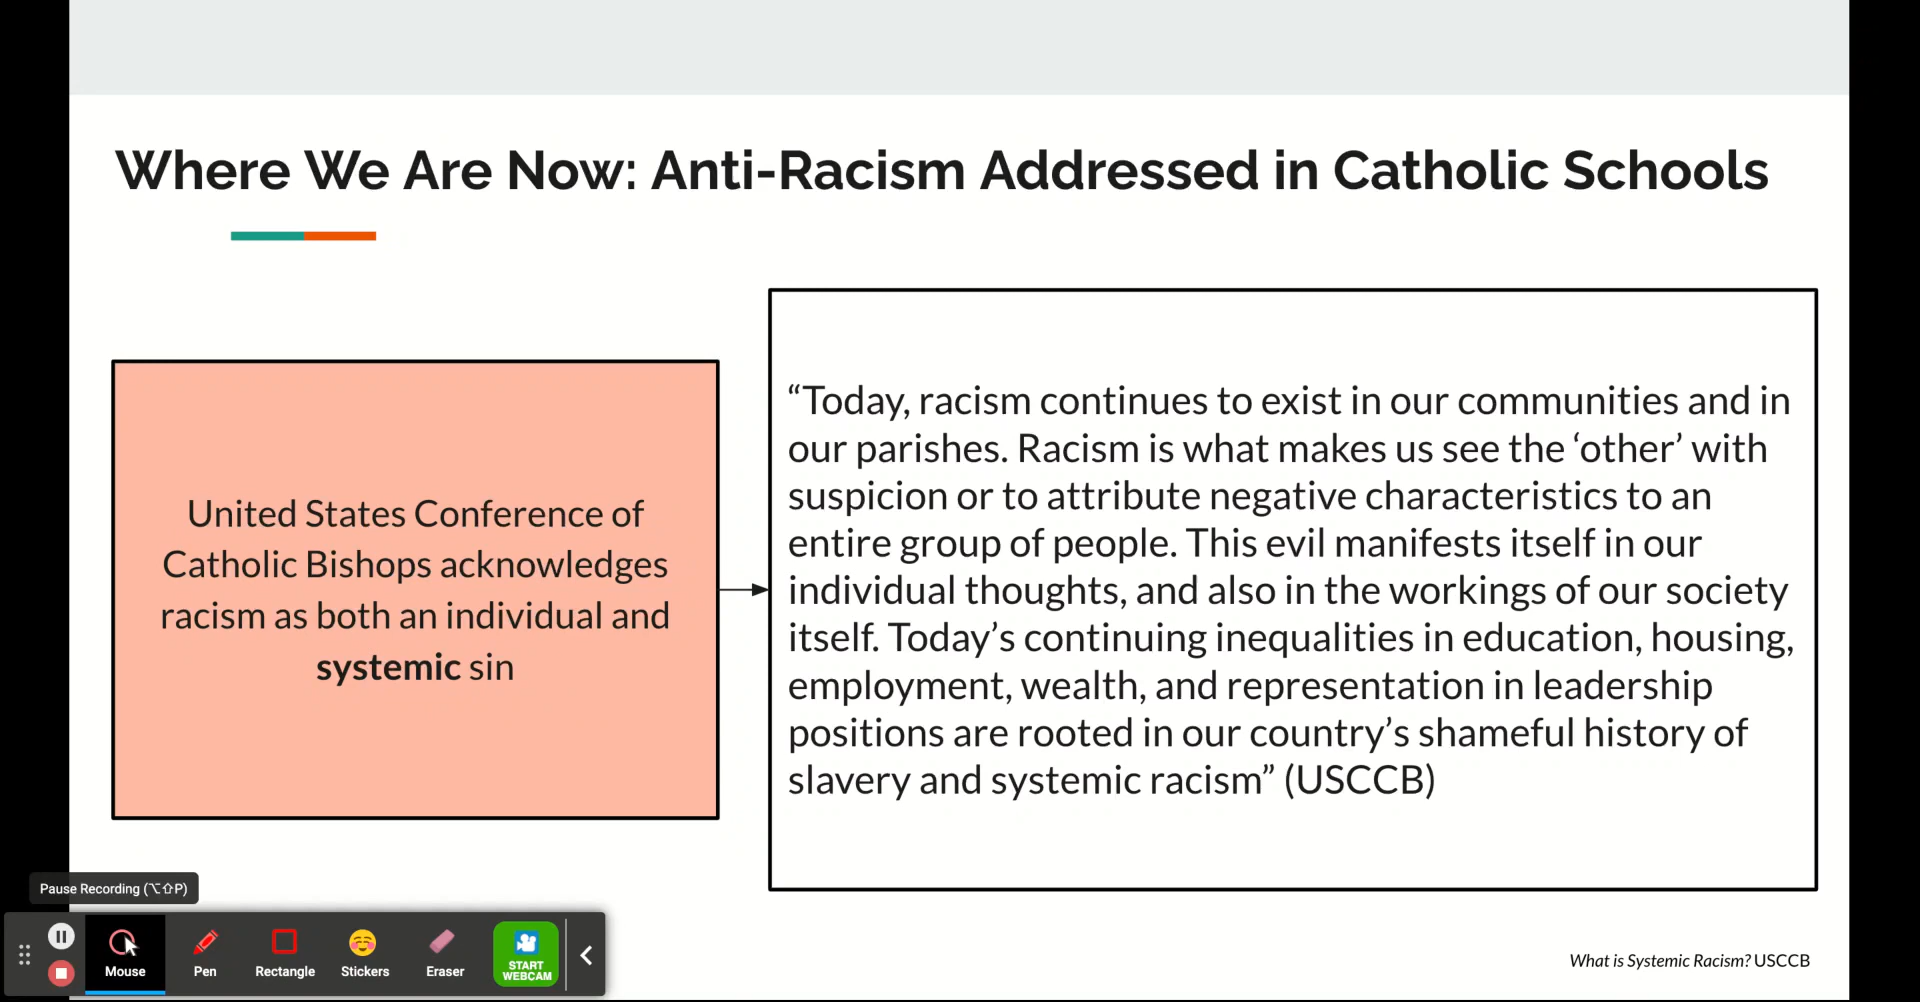 Where We Are Now: Anti-Racism Addressed in Catholic Schools
United States Conference of
Catholic Bishops acknowledges
racism as both an individual and
systemic sin
“Today, racism continues to exist in our communities and in
our parishes. Racism is what makes us see the ‘other’ with
suspicion or to attribute negative characteristics to an
entire group of people. This evil manifests itself in our
individual thoughts, and also in the workings of our society
itself. Today’s continuing inequalities in education, housing,
employment, wealth, and representation in leadership
positions are rooted in our country’s shameful history of
slavery and systemic racism” (USCCB)
Pause Recording (⌥⇧P)
Mouse
Pen
Rectangle
Stickers
Eraser
START
WEBCAM
What is Systemic Racism? USCCB